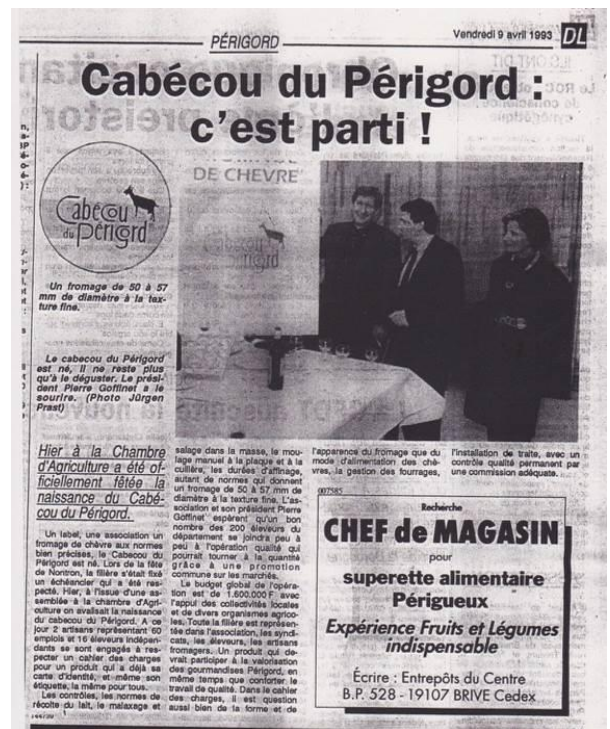 PÉRIGORD
Vendredi 9 avril 1993
DL
Cabécou du Périgord :
c'est parti !
DE CHEVRE
Cabécou
du Périgord
Un fromage de 50 à 57
mm de diamètre à la tex-
ture fine.
Le cabecou du Périgord
est né, il ne reste plus
qu'à le déguster. Le prési-
dent Pierre Goffinet a le
sourire. (Photo Jürgen
Prast)
Hier à la Chambre
d'Agriculture a été of-
ficiellement fêtée la
naissance du Cabé-
cou du Périgord.
Un label, une association un
fromage de chèvre aux normes
bien précises, le Cabecou du
Périgord est né. Lors de la fête
de Nontron, la filière s'était fixé
un échéancier qui a été res-
pecté. Hier, à l'issue d'une as-
semblée à la chambre d'Agri-
culture on avalisait la naissance
du cabecou du Périgord. A ce
jour 2 artisans représentant 60
emplois et 16 éleveurs indépen-
dants se sont engagés à res-
pecter un cahier des charges
pour un produit qui a déjà sa
carte d'identité, et même son
étiquette, la même pour tous.
Les contrôles, les normes de
récolte du lait, le malaxage et
salage dans la masse, le mou-
lage manuel à la plaque et à la
cuillère, les durées d'affinage,
autant de normes qui donnent
un fromage de 50 à 57 mm de
diamètre à la texture fine. L'as-
sociation et son président Pierre
Goffinet espèrent qu'un bon
nombre des 200 éleveurs du
département se joindra peu à
peu à l'opération qualité qui
pourrait tourner à la quantité
grâce à une promotion
commune sur les marchés.
Le budget global de l'opéra-
tion est de 1.600.000 F avec
l'appui des collectivités locales
et de divers organismes agrico-
les. Toute la filière est représen-
tée dans l'association, les syndi-
cats, les éleveurs, les artisans
fromagers. Un produit qui de-
vrait participer à la valorisation
des gourmandises Périgord, en
même temps que conforter le
travail de qualité. Dans le cahier
des charges, il est question
aussi bien de la forme et de
l'apparence du fromage que du
mode d'alimentation des chè-
vres, la gestion des fourrages,
l'installation de traite, avec un
contrôle qualité permanent par
une commission adéquate.
007585
Recherche
CHEF de MAGASIN
pour
superette alimentaire
Périgueux
Expérience Fruits et Légumes
indispensable
Écrire : Entrepôts du Centre
B.P. 528 - 19107 BRIVE Cedex